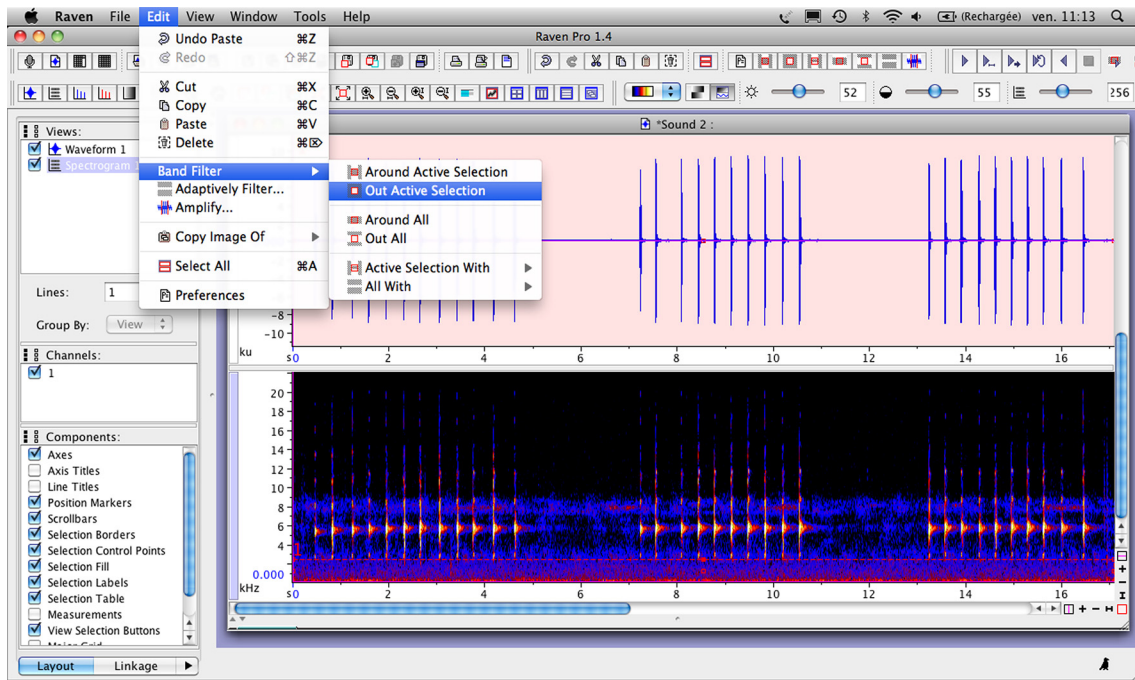 Raven File Edit View Window Tools Help (Rechargée) ven. 11:13
Raven Pro 1.4
Undo Paste ⌘Z
Redo ⇧⌘Z
Cut ⌘X
Copy ⌘C
Paste ⌘V
Delete ⌘⌦
Band Filter
Adaptively Filter...
Amplify...
Copy Image Of
Select All ⌘A
Preferences
Around Active Selection
Out Active Selection
Around All
Out All
Active Selection With
All With
52 55 256
*Sound 2 :
Views:
Waveform 1
Spectrogram 1
Lines: 1
Group By: View
Channels:
1
Components:
Axes
Axis Titles
Line Titles
Position Markers
Scrollbars
Selection Borders
Selection Control Points
Selection Fill
Selection Labels
Selection Table
Measurements
View Selection Buttons
Layout Linkage
-8
-10
ku
s0 2 4 6 8 10 12 14 16
20
18
16
14
12
10
8
6
4
1
0.000
kHz
s0 2 4 6 8 10 12 14 16